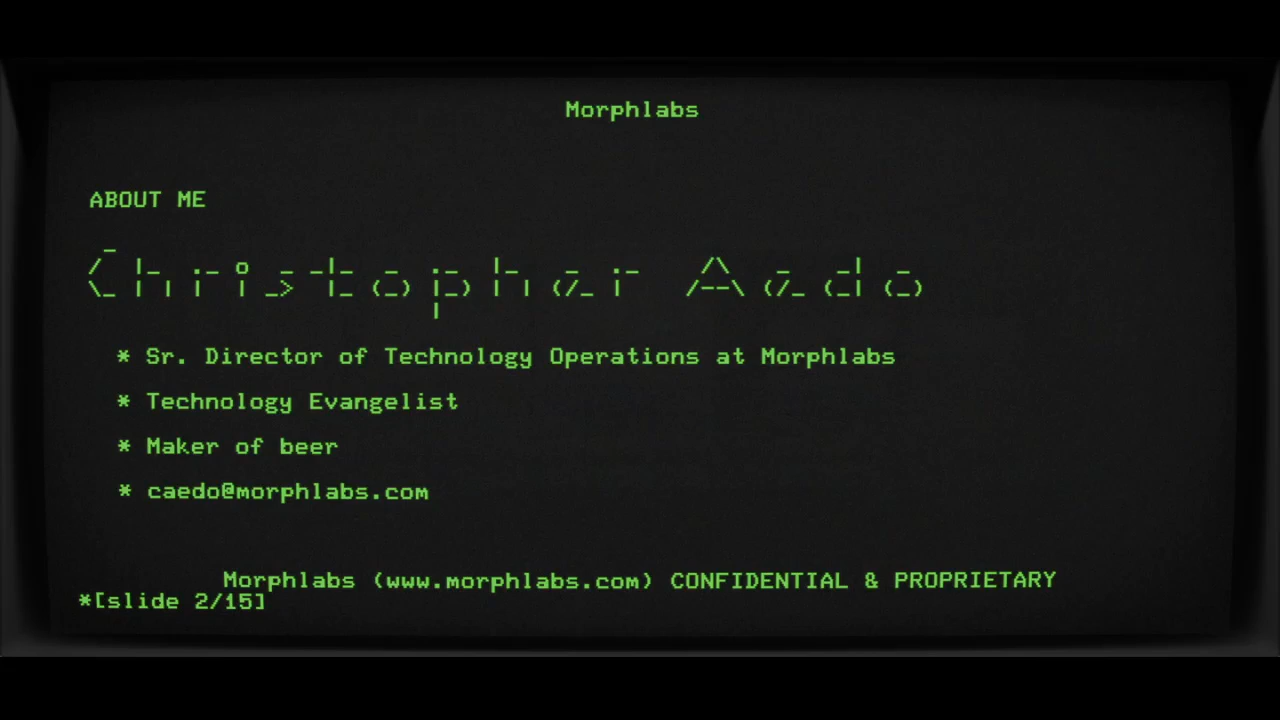 Morphlabs
ABOUT ME
Christopher Aedo
* Sr. Director of Technology Operations at Morphlabs
* Technology Evangelist
* Maker of beer
* caedo@morphlabs.com
Morphlabs (www.morphlabs.com) CONFIDENTIAL & PROPRIETARY
*[slide 2/15]